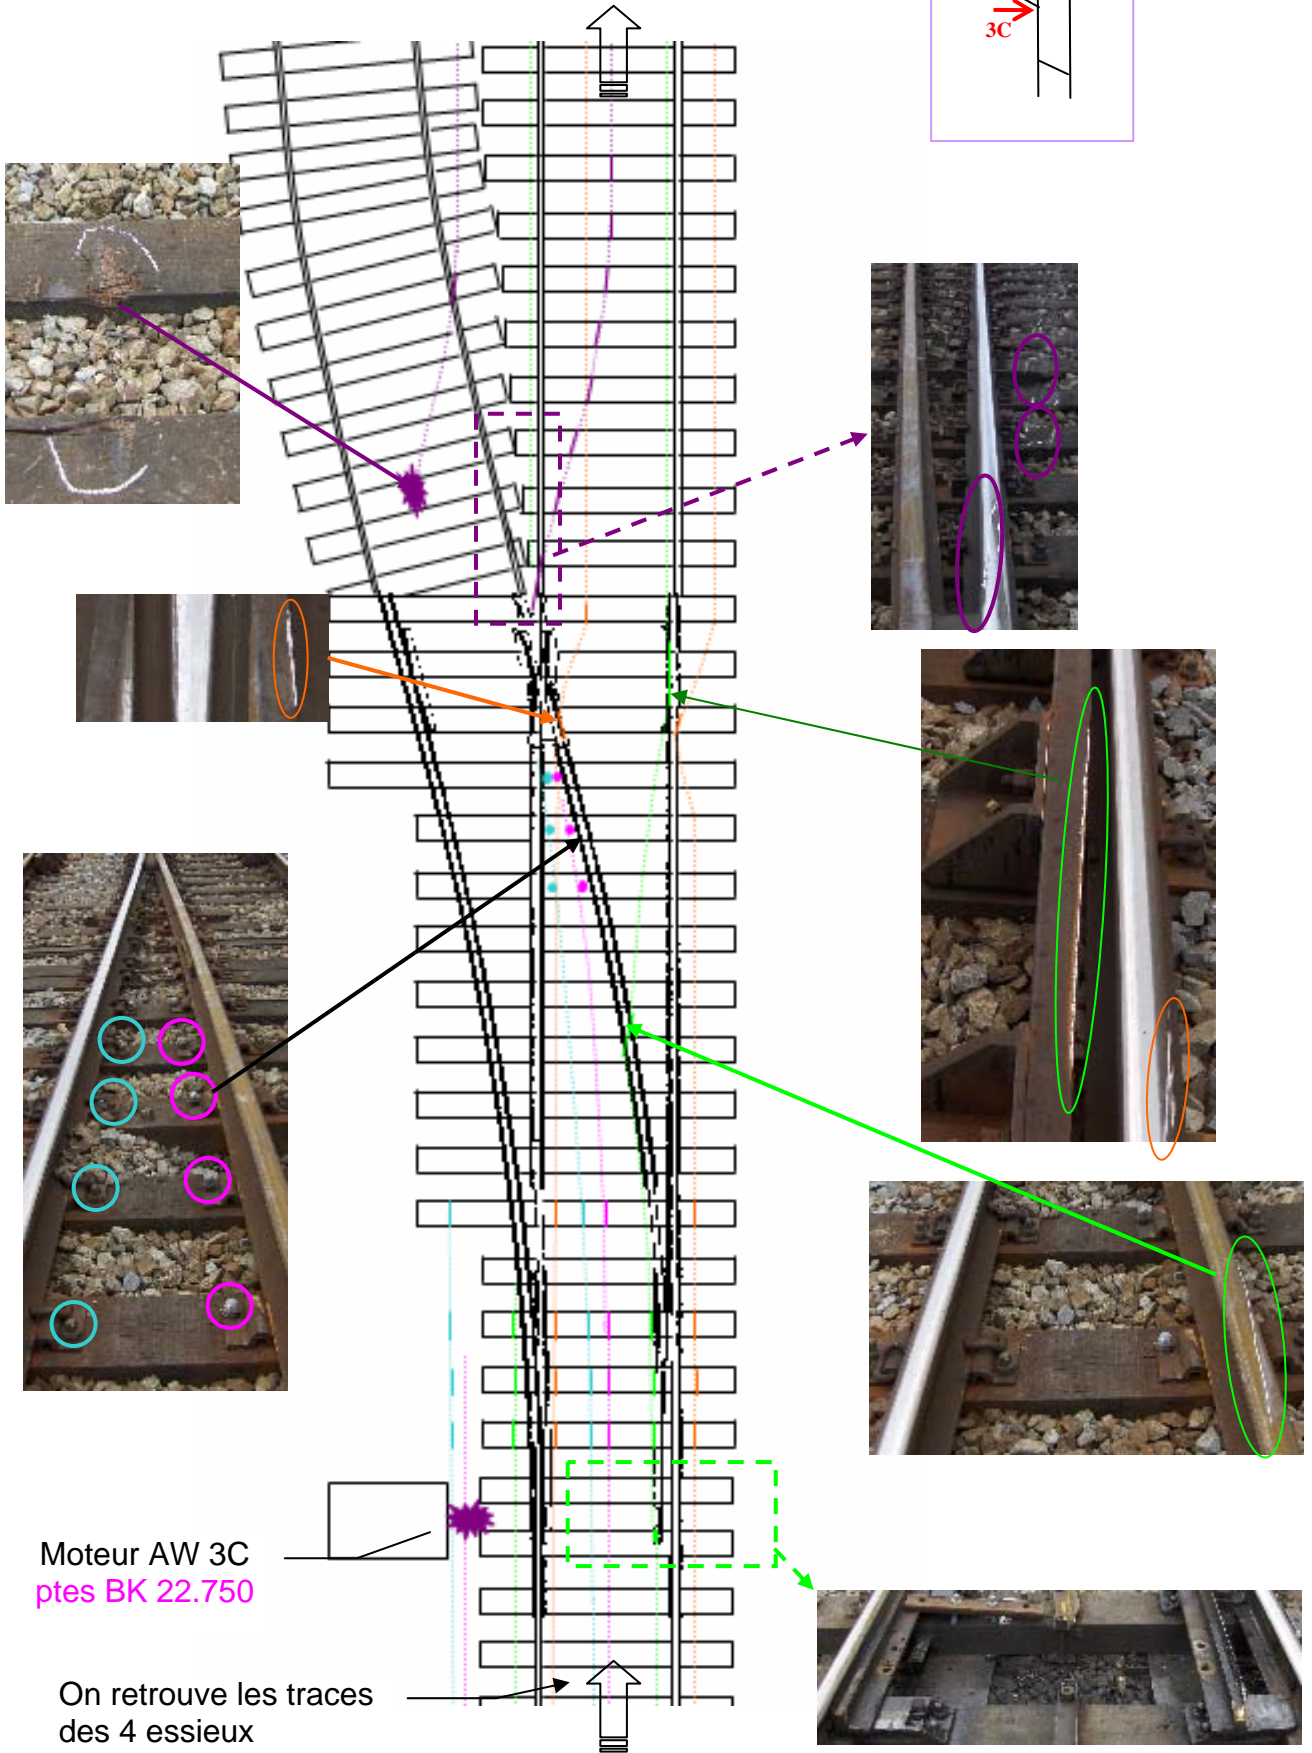 3C
Moteur AW 3C
ptes BK 22.750
On retrouve les traces
des 4 essieux